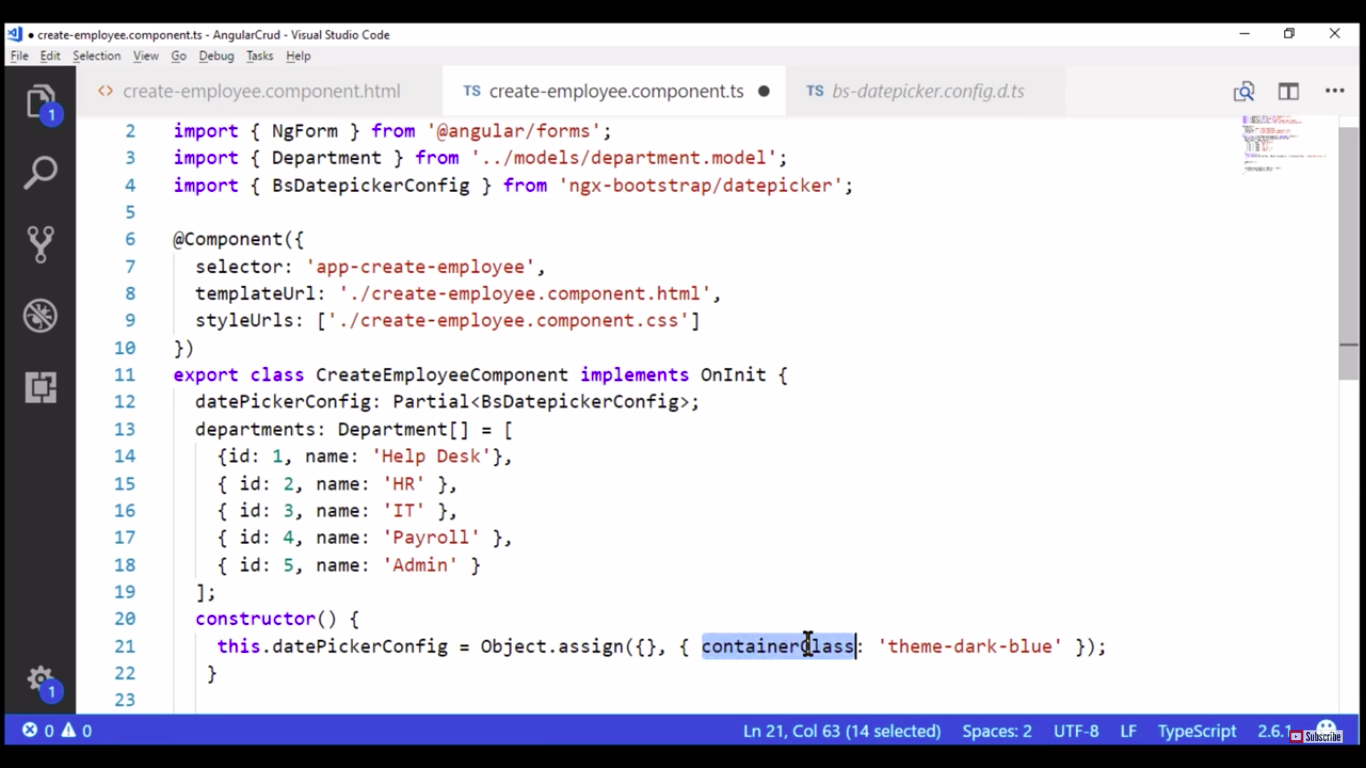 create-employee.component.ts - AngularCrud - Visual Studio Code
File Edit Selection View Go Debug Tasks Help
<> create-employee.component.html TS create-employee.component.ts ● TS bs-datepicker.config.d.ts
2 import { NgForm } from '@angular/forms';
3 import { Department } from '../models/department.model';
4 import { BsDatepickerConfig } from 'ngx-bootstrap/datepicker';
5
6 @Component({
7 selector: 'app-create-employee',
8 templateUrl: './create-employee.component.html',
9 styleUrls: ['./create-employee.component.css']
10 })
11 export class CreateEmployeeComponent implements OnInit {
12 datePickerConfig: Partial<BsDatepickerConfig>;
13 departments: Department[] = [
14 {id: 1, name: 'Help Desk'},
15 { id: 2, name: 'HR' },
16 { id: 3, name: 'IT' },
17 { id: 4, name: 'Payroll' },
18 { id: 5, name: 'Admin' }
19 ];
20 constructor() {
21 this.datePickerConfig = Object.assign({}, { containerClass: 'theme-dark-blue' });
22 }
23
1
1
0 0 Ln 21, Col 63 (14 selected) Spaces: 2 UTF-8 LF TypeScript 2.6.1
Subscribe